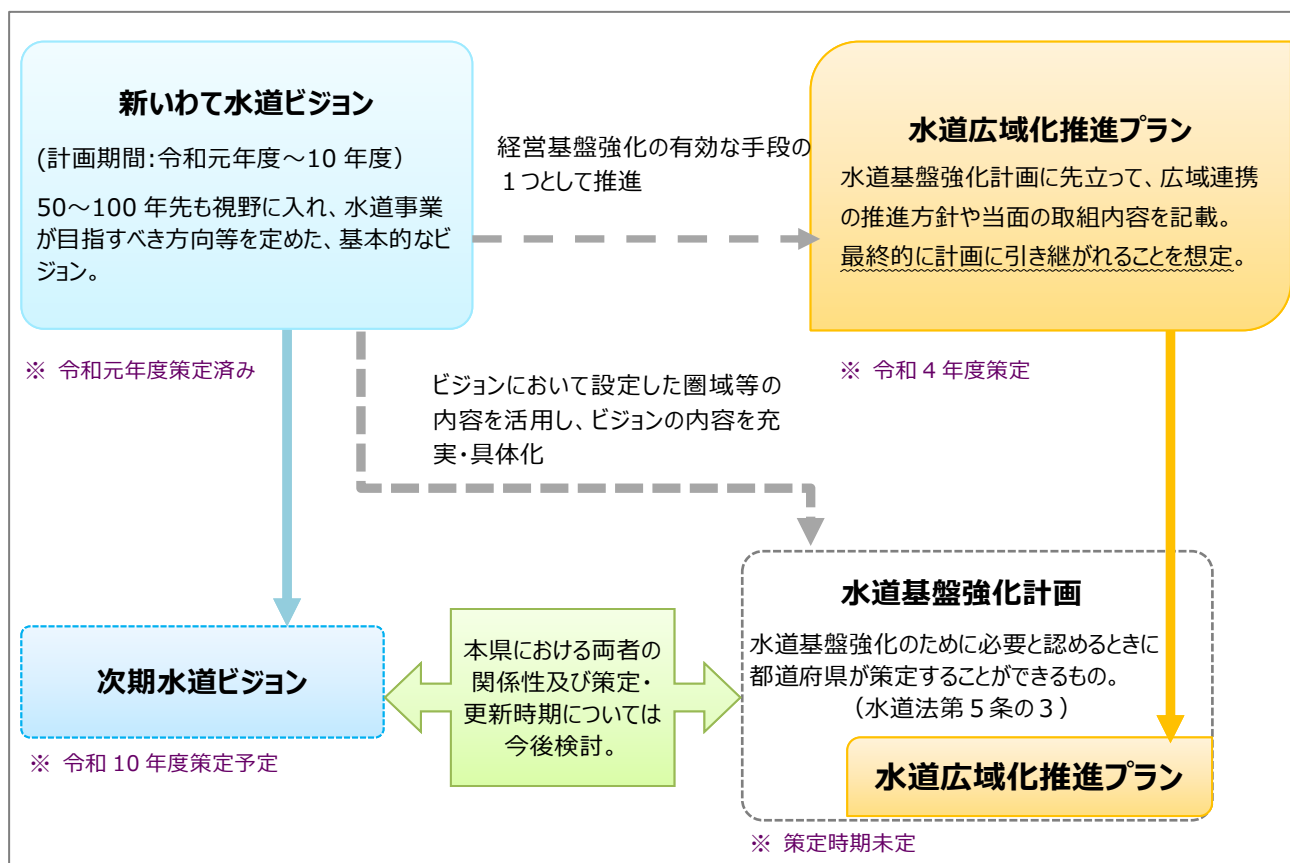 新いわて水道ビジョン
(計画期間:令和元年度～10 年度）
50～100 年先も視野に入れ、水道事業
が目指すべき方向等を定めた、基本的なビ
ジョン。
※ 令和元年度策定済み
経営基盤強化の有効な手段の
１つとして推進
水道広域化推進プラン
水道基盤強化計画に先立って、広域連携
の推進方針や当面の取組内容を記載。
最終的に計画に引き継がれることを想定。
※ 令和４年度策定
ビジョンにおいて設定した圏域等の
内容を活用し、ビジョンの内容を充
実・具体化
次期水道ビジョン
※ 令和 10 年度策定予定
本県における両者の
関係性及び策定・
更新時期については
今後検討。
水道基盤強化計画
水道基盤強化のために必要と認めるときに
都道府県が策定することができるもの。
（水道法第５条の３）
水道広域化推進プラン
※ 策定時期未定